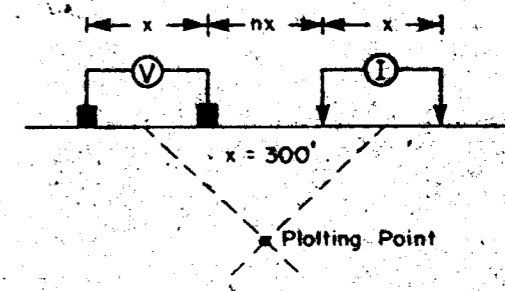 x nx x
V I
x = 300'
Plotting Point